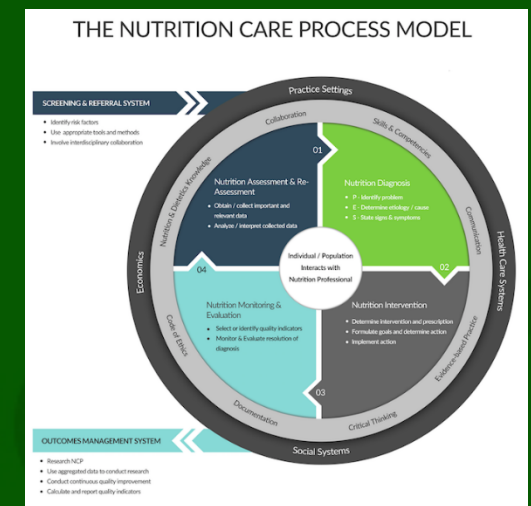 THE NUTRITION CARE PROCESS MODEL
SCREENING & REFERRAL SYSTEM
• Identify risk factors
• Use appropriate tools and methods
• Involve interdisciplinary collaboration
Practice Settings
Collaboration
Skills & Competencies
Nutrition & Dietetics Knowledge
Communication
Economics
Health Care Systems
Code of Ethics
Evidence-based Practice
Documentation
Critical Thinking
Social Systems
01
Nutrition Assessment & Re-
Assessment
• Obtain / collect important and
relevant data
• Analyze / interpret collected data
Nutrition Diagnosis
• P - Identify problem
• E - Determine etiology / cause
• S - State signs & symptoms
Individual / Population
Interacts with
Nutrition Professional
02
04
Nutrition Monitoring &
Evaluation
• Select or identify quality indicators
• Monitor & Evaluate resolution of
diagnosis
Nutrition Intervention
• Determine intervention and prescription
• Formulate goals and determine action
• Implement action
03
OUTCOMES MANAGEMENT SYSTEM
• Research NCP
• Use aggregated data to conduct research
• Conduct continuous quality improvement
• Calculate and report quality indicators